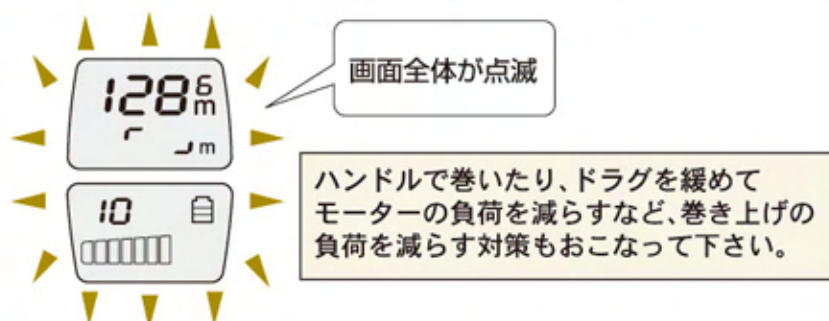 128 6 m
m
10
画面全体が点滅
ハンドルで巻いたり、ドラグを緩めて
モーターの負荷を減らすなど、巻き上げの
負荷を減らす対策もおこなって下さい。